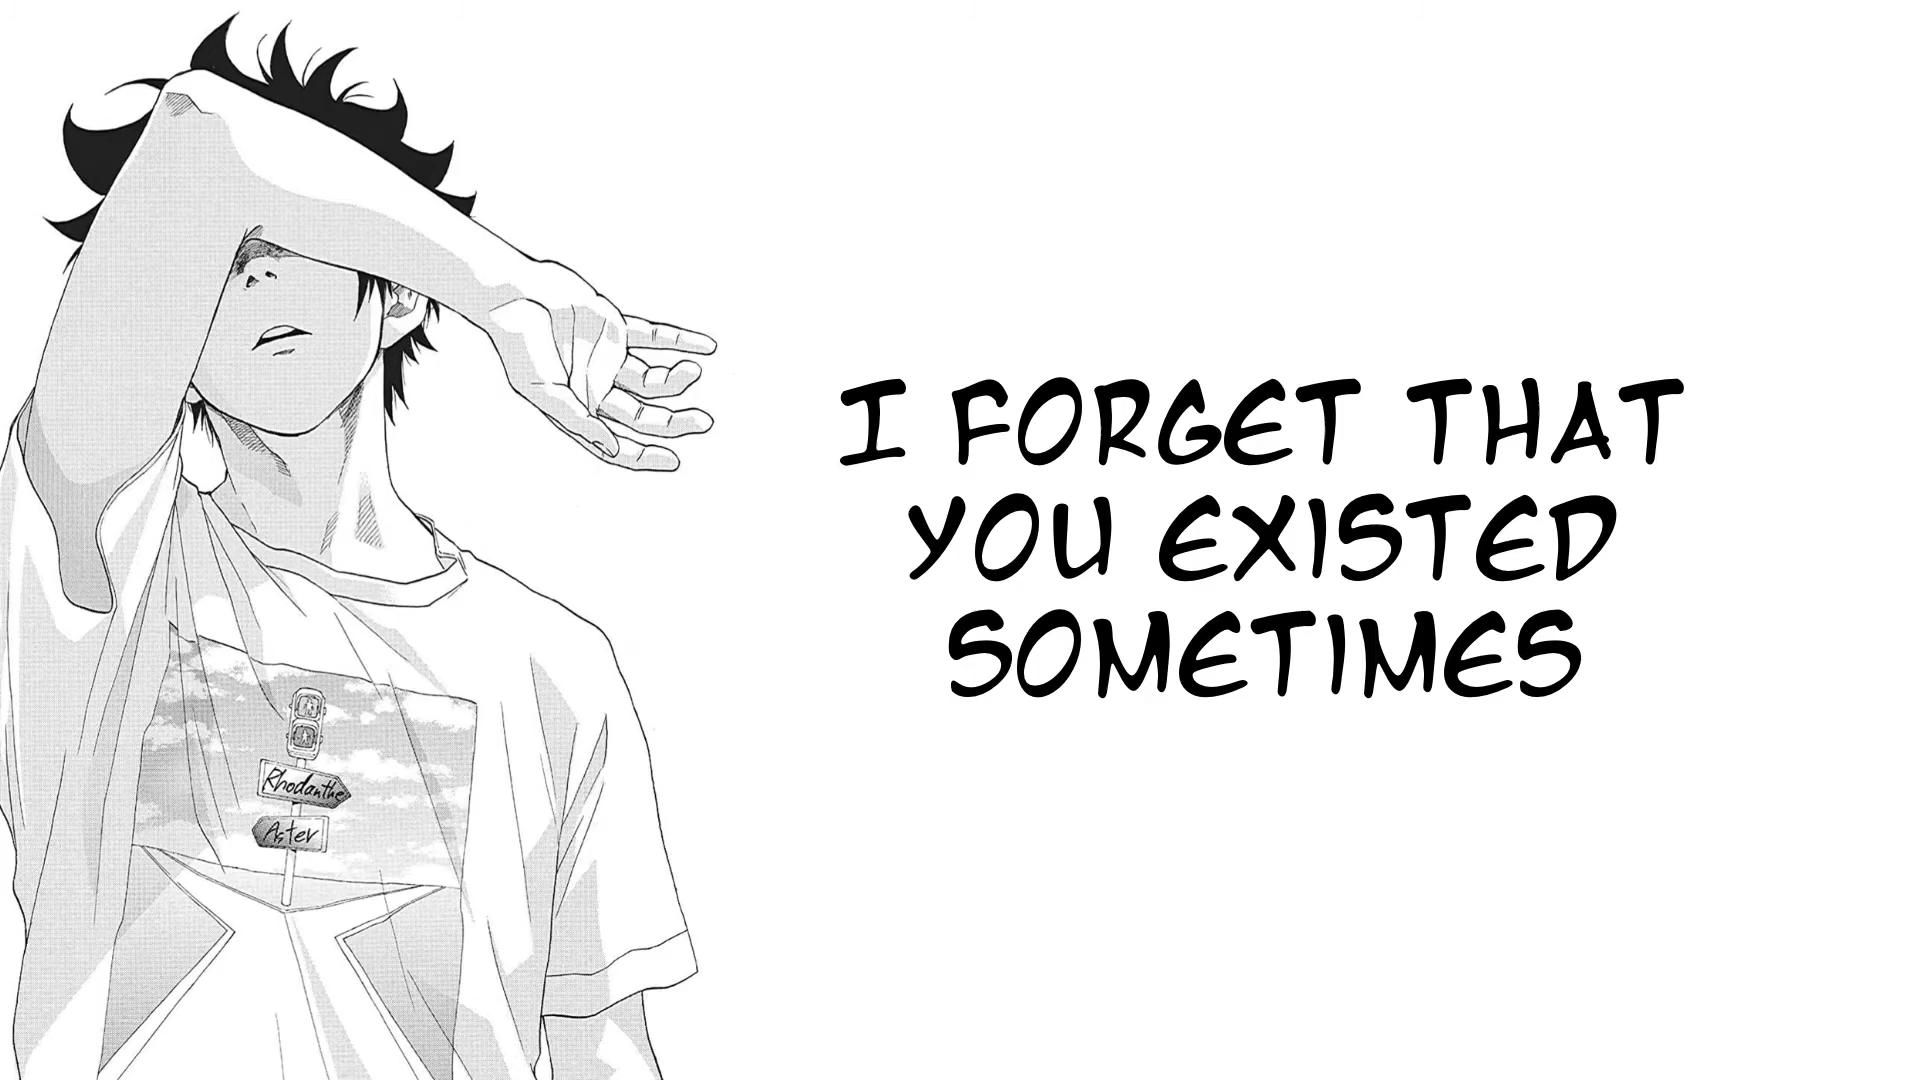 I FORGET THAT
YOU EXISTED
SOMETIMES
Rhodanthe
Aster